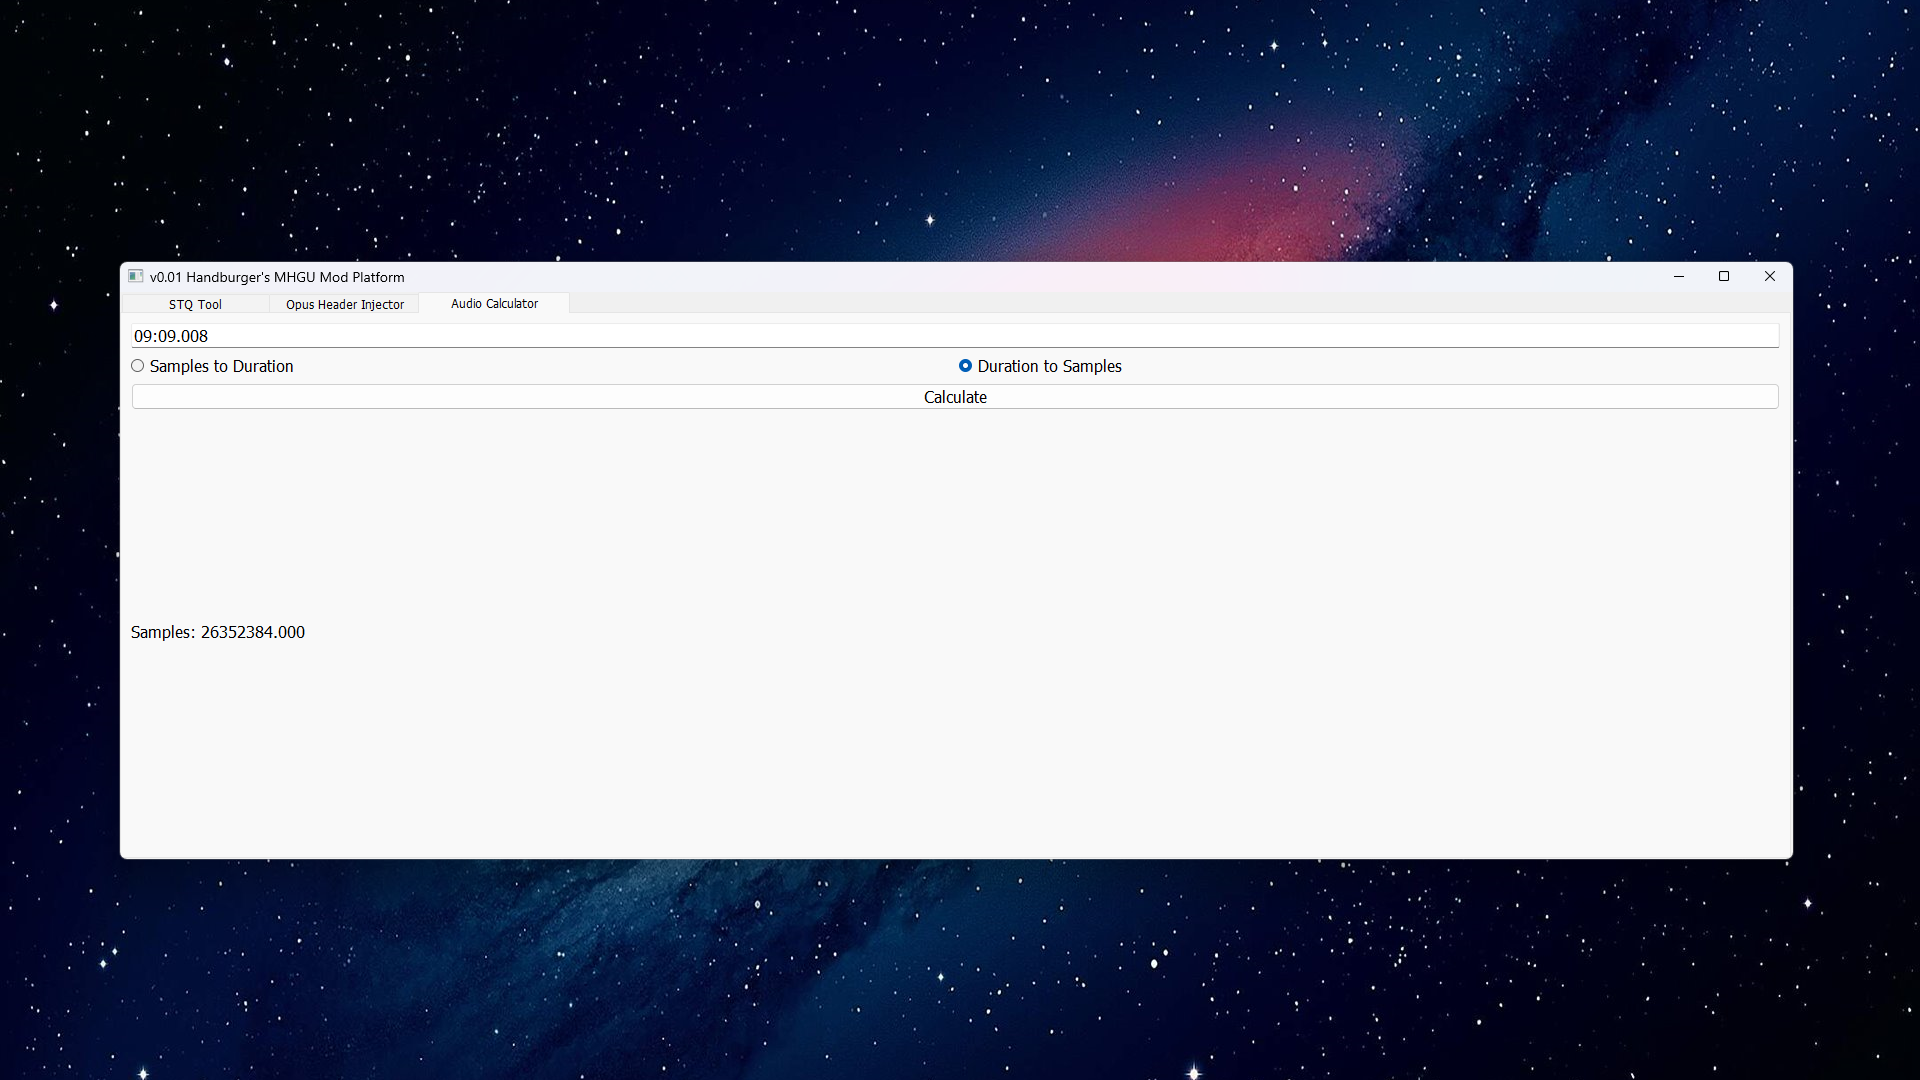 v0.01 Handburger's MHGU Mod Platform
STQ Tool Opus Header Injector Audio Calculator
09:09.008
Samples to Duration Duration to Samples
Calculate
Samples: 26352384.000